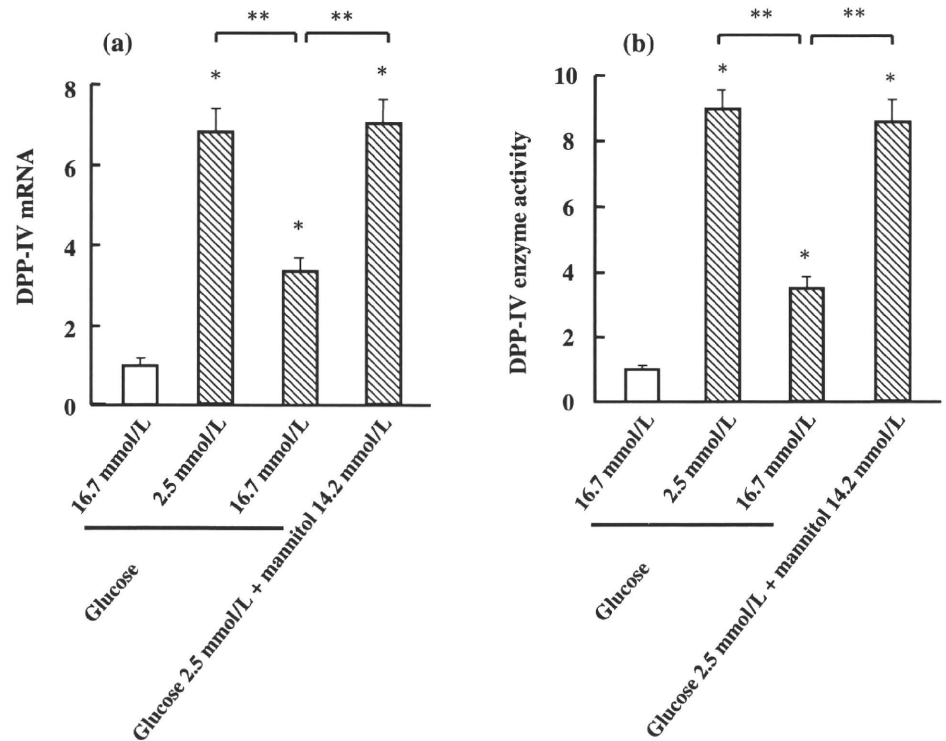 ** **
(a)
* * *
DPP-IV mRNA
8
6
4
2
0
16.7 mmol/L
2.5 mmol/L
16.7 mmol/L
Glucose 2.5 mmol/L + mannitol 14.2 mmol/L
Glucose
** **
(b)
* * *
DPP-IV enzyme activity
10
8
6
4
2
0
16.7 mmol/L
2.5 mmol/L
16.7 mmol/L
Glucose 2.5 mmol/L + mannitol 14.2 mmol/L
Glucose